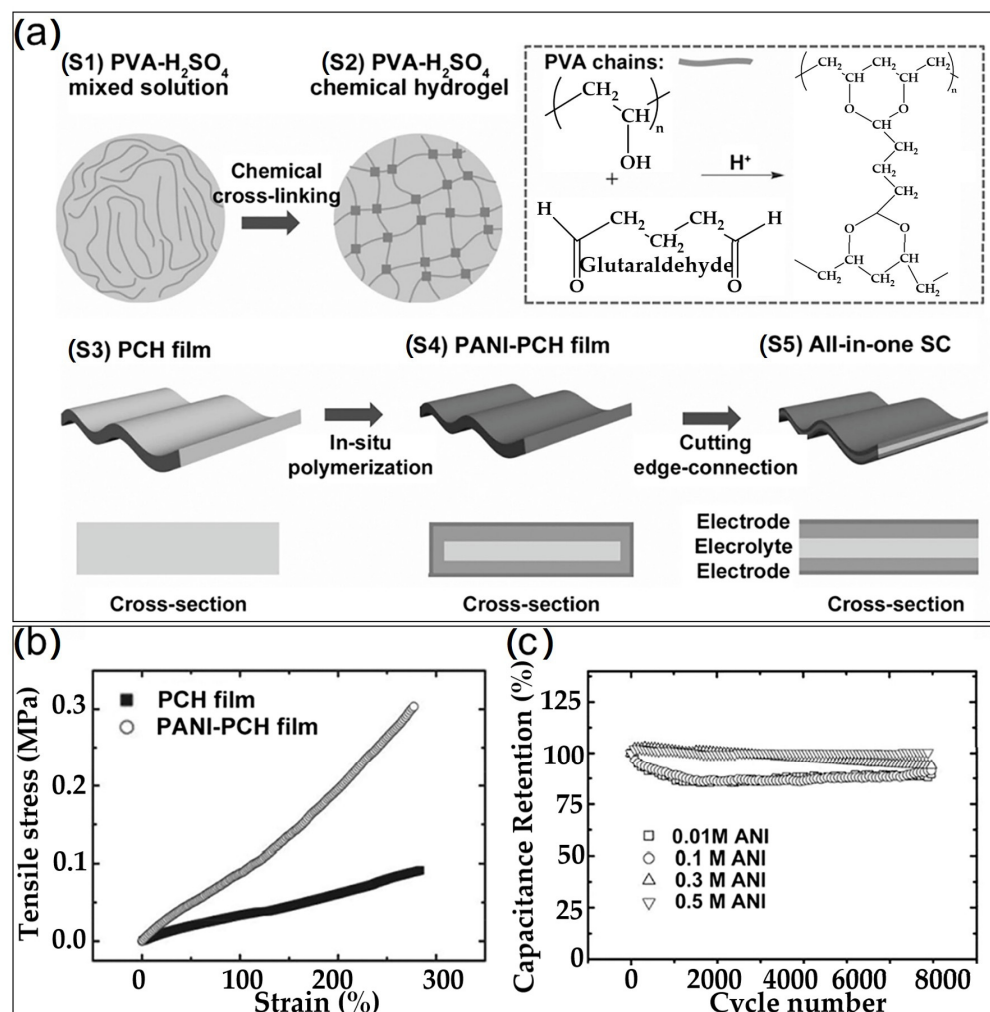 (a)
(S1) PVA-H₂SO₄
mixed solution
(S2) PVA-H₂SO₄
chemical hydrogel
Chemical
cross-linking
PVA chains:
CH₂
CH
n
OH
+
H
CH₂
CH₂
CH₂
H
Glutaraldehyde
O
O
H⁺
CH₂
CH₂
CH₂
CH
CH
n
O
O
CH
CH₂
CH₂
CH₂
O
O
CH
CH
CH₂
CH₂
CH₂
(S3) PCH film
(S4) PANI-PCH film
(S5) All-in-one SC
In-situ
polymerization
Cutting
edge-connection
Electrode
Elecrolyte
Electrode
Cross-section
Cross-section
Cross-section
(b)
Tensile stress (MPa)
0.3
0.2
0.1
0.0
PCH film
PANI-PCH film
0
100
200
300
Strain (%)
(c)
Capacitance Retention (%)
125
100
75
50
25
0
0.01M ANI
0.1 M ANI
0.3 M ANI
0.5 M ANI
0
2000
4000
6000
8000
Cycle number